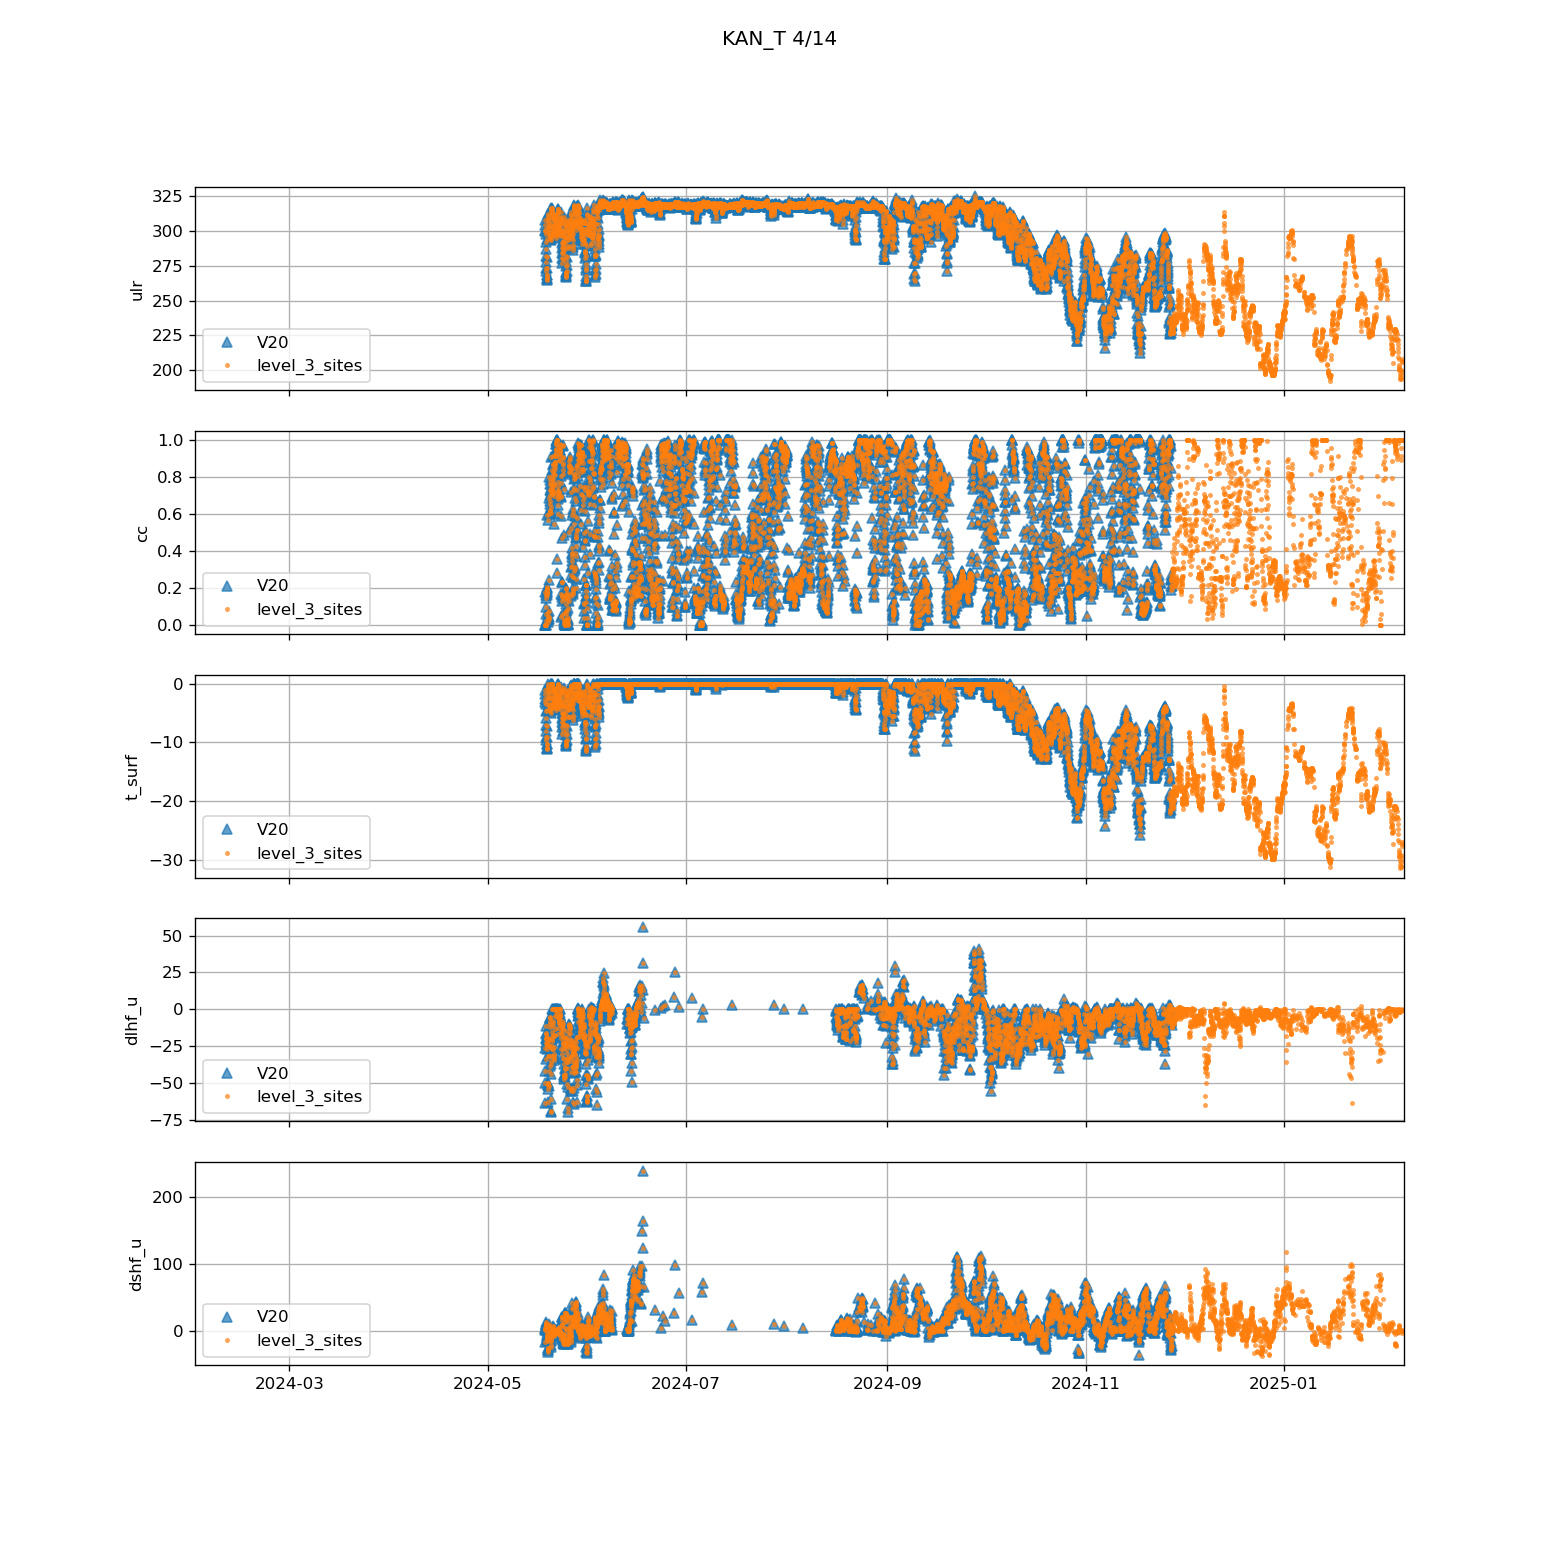 KAN_T 4/14
325
300
275
250
225
200
ulr
V20
level_3_sites
1.0
0.8
0.6
0.4
0.2
0.0
cc
V20
level_3_sites
0
−10
−20
−30
t_surf
V20
level_3_sites
50
25
0
−25
−50
−75
dlhf_u
V20
level_3_sites
200
100
0
dshf_u
V20
level_3_sites
2024-03 2024-05 2024-07 2024-09 2024-11 2025-01